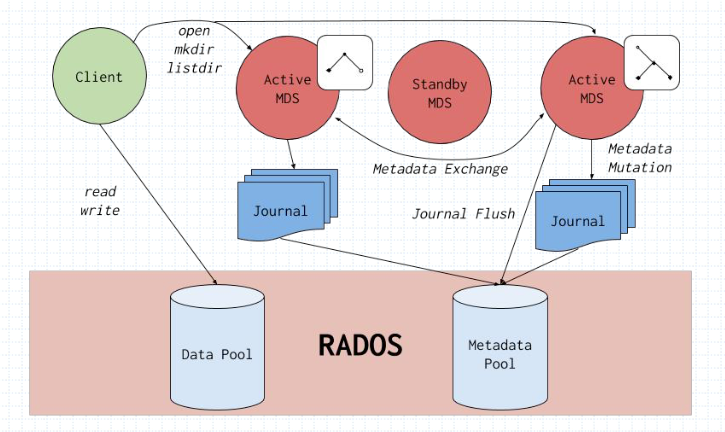 open
mkdir
listdir
Client
Active
MDS
Standby
MDS
Active
MDS
Metadata Exchange
Metadata
Mutation
read
write
Journal
Journal Flush
Journal
Data Pool
RADOS
Metadata
Pool